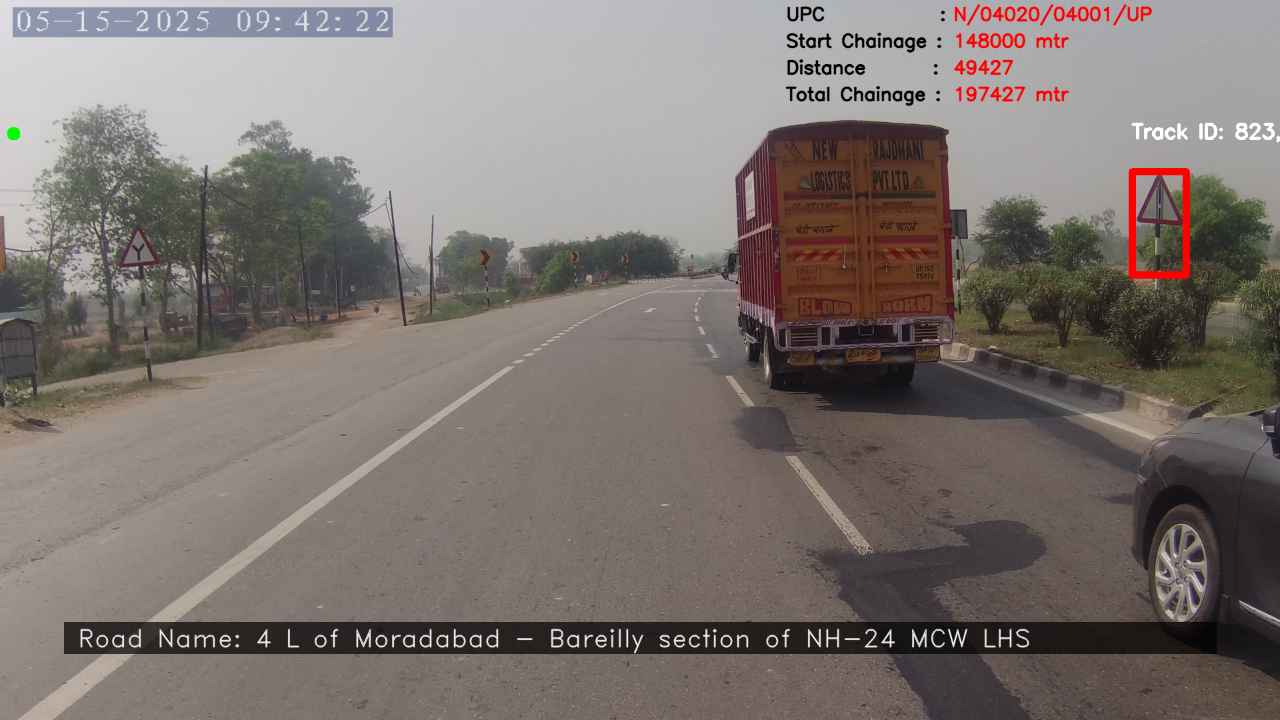 05-15-2025 09:42:22
UPC : N/04020/04001/UP
Start Chainage : 148000 mtr
Distance : 49427
Total Chainage : 197427 mtr
Track ID: 823,
NEW RAJDHANI
LOGISTICS PVT LTD
BLOW HORN
Road Name: 4 L of Moradabad - Bareilly section of NH-24 MCW LHS